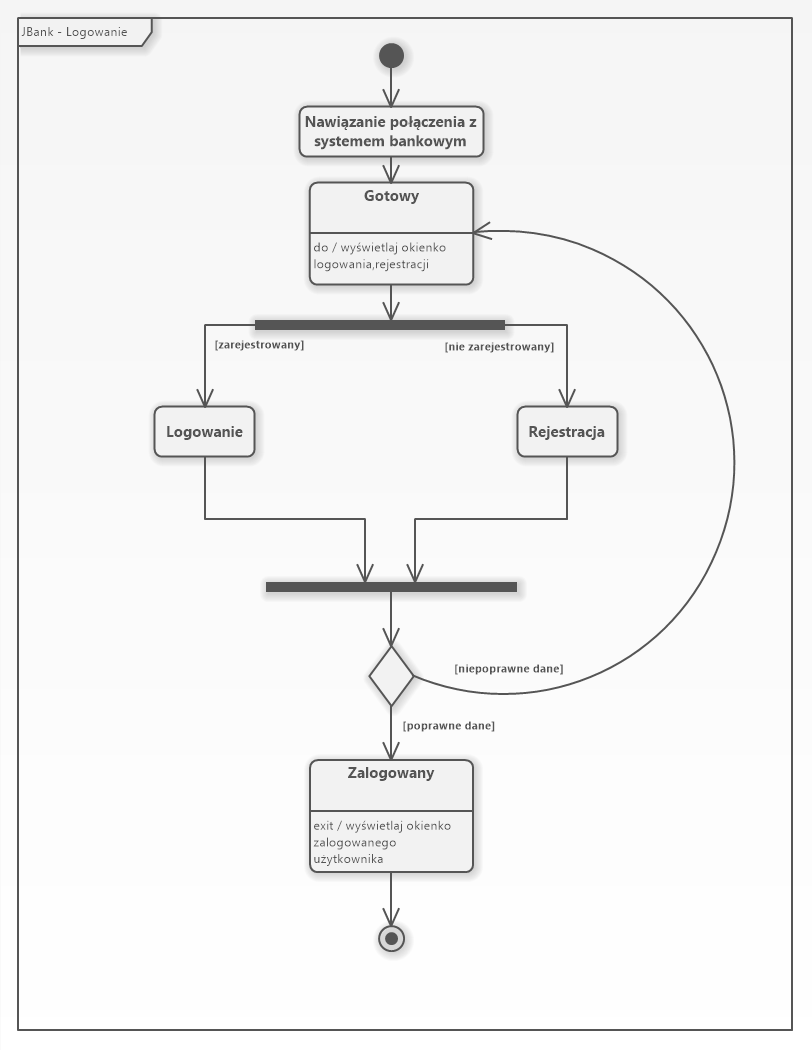 JBank - Logowanie
Nawiązanie połączenia z
systemem bankowym
Gotowy
do / wyświetlaj okienko
logowania,rejestracji
[zarejestrowany]
[nie zarejestrowany]
Logowanie
Rejestracja
[niepoprawne dane]
[poprawne dane]
Zalogowany
exit / wyświetlaj okienko
zalogowanego
użytkownika